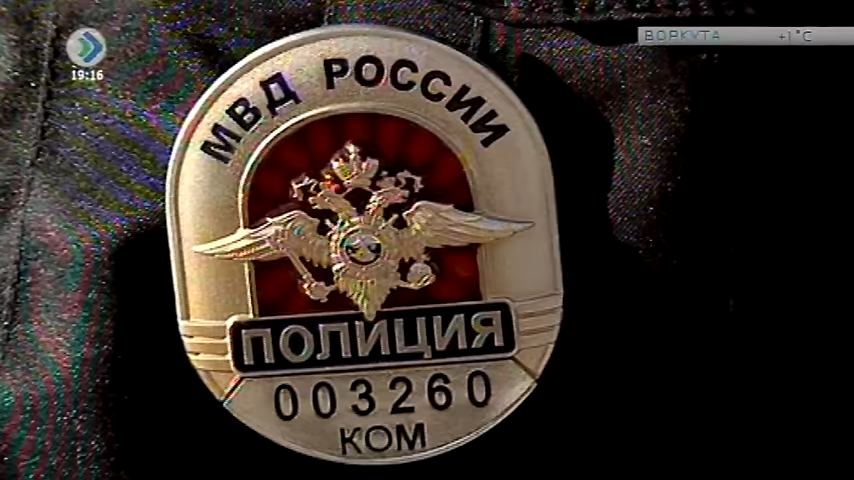 19:16
ВОРКУТА +1°C
МВД РОССИИ
ПОЛИЦИЯ
003260
КОМ